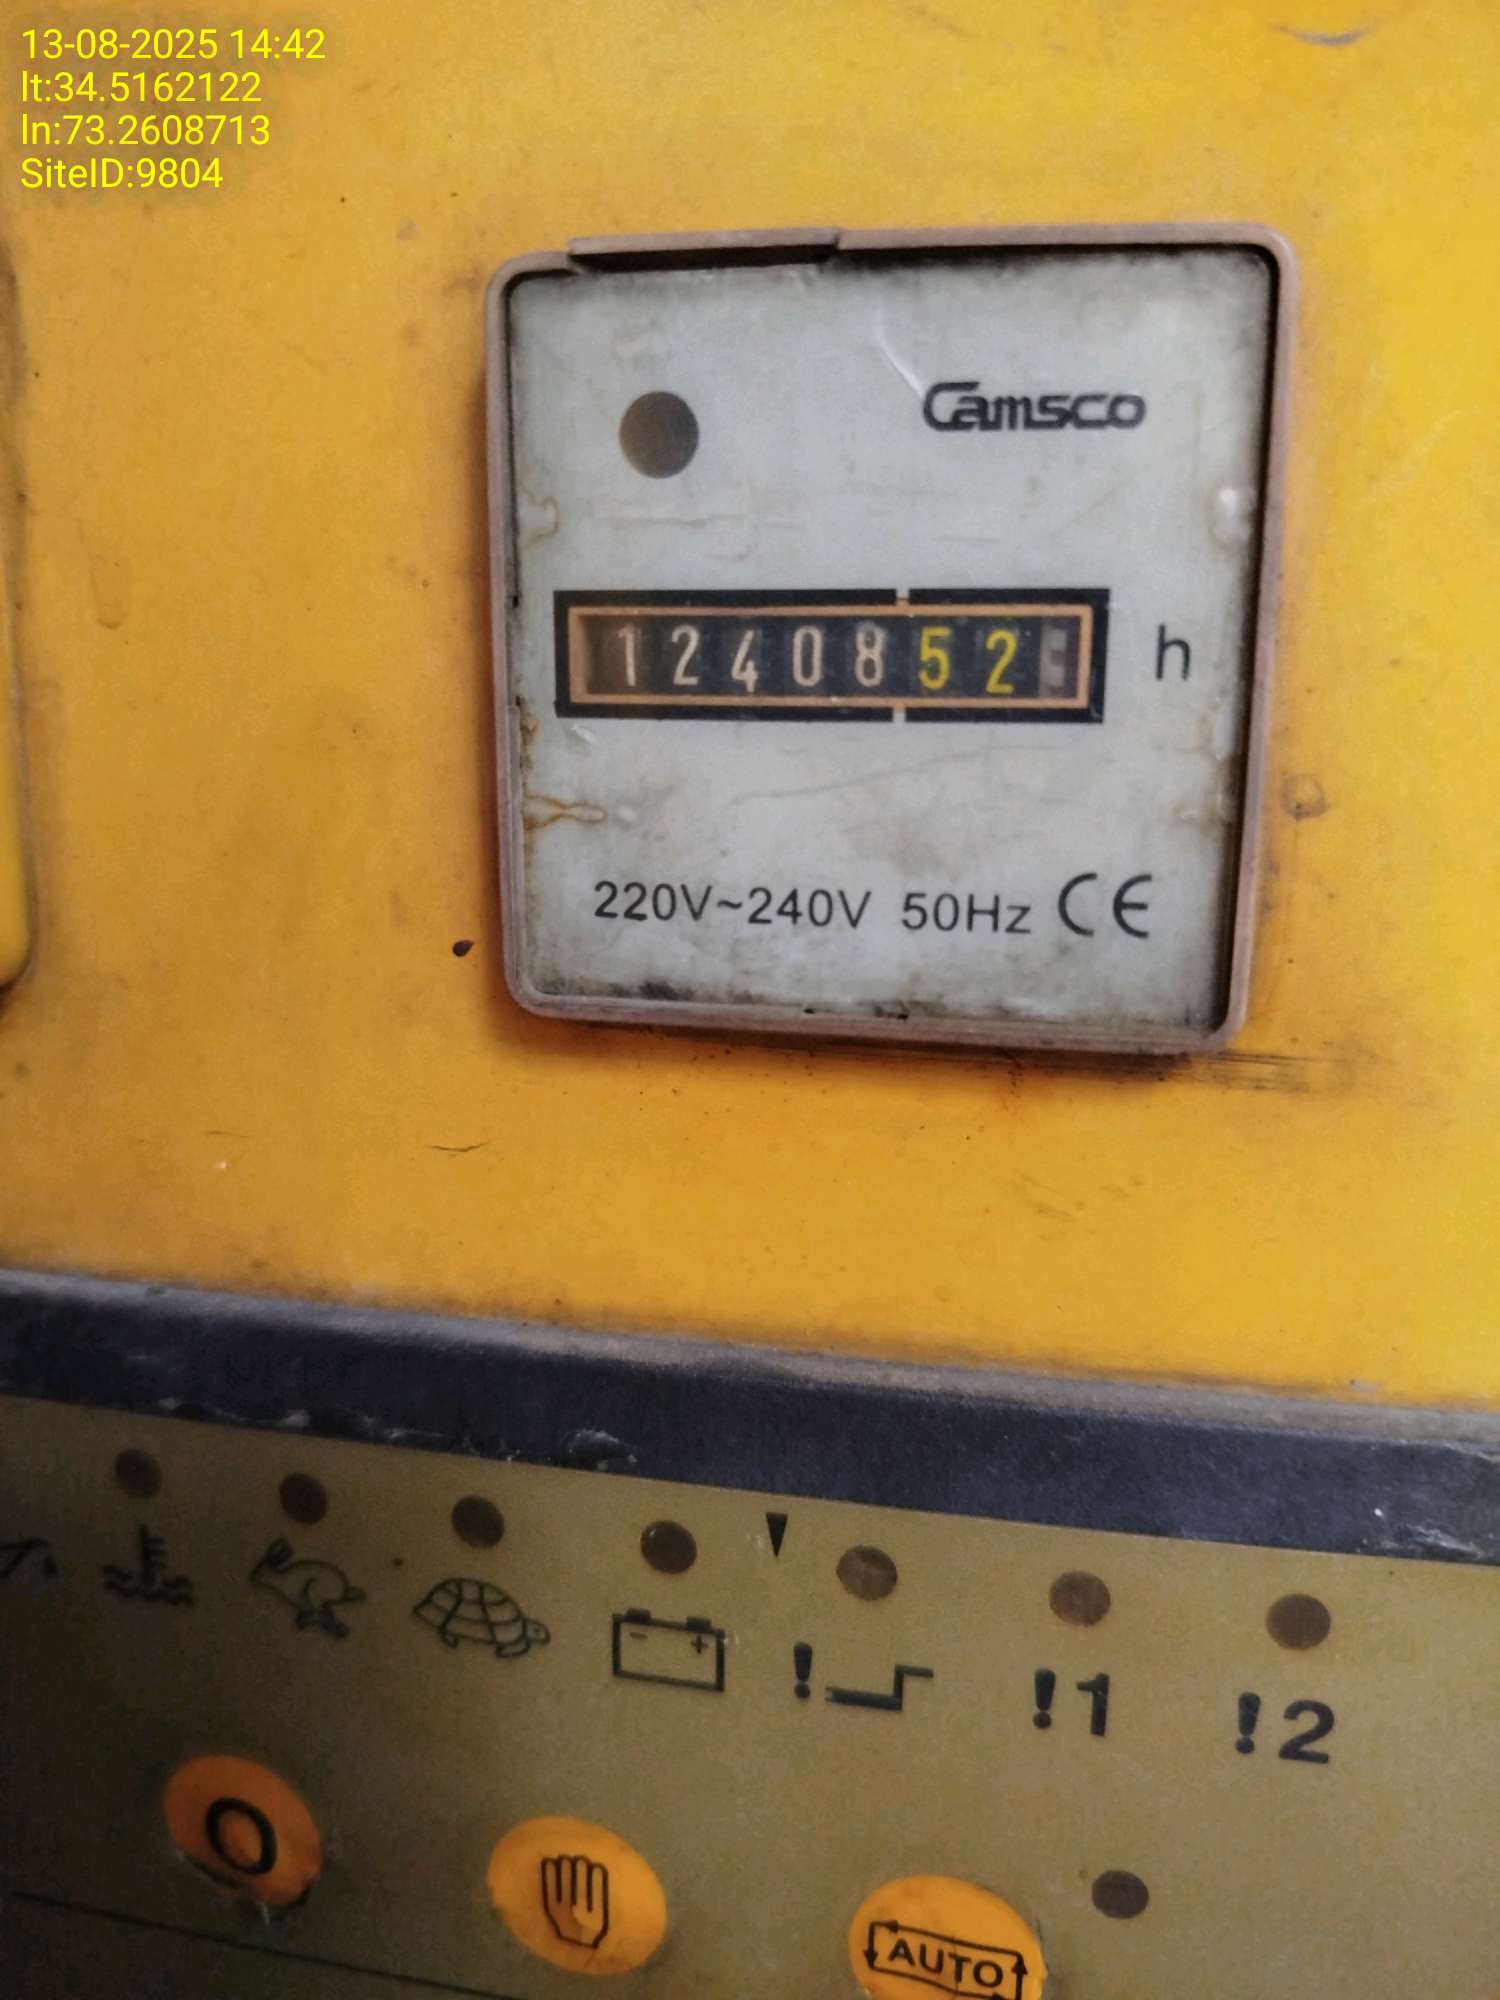 13-08-2025 14:42
lt:34.5162122
ln:73.2608713
SiteID:9804
Camsco
1240852 h
220V~240V 50Hz CE
- +
! !1 !2
O
AUTO